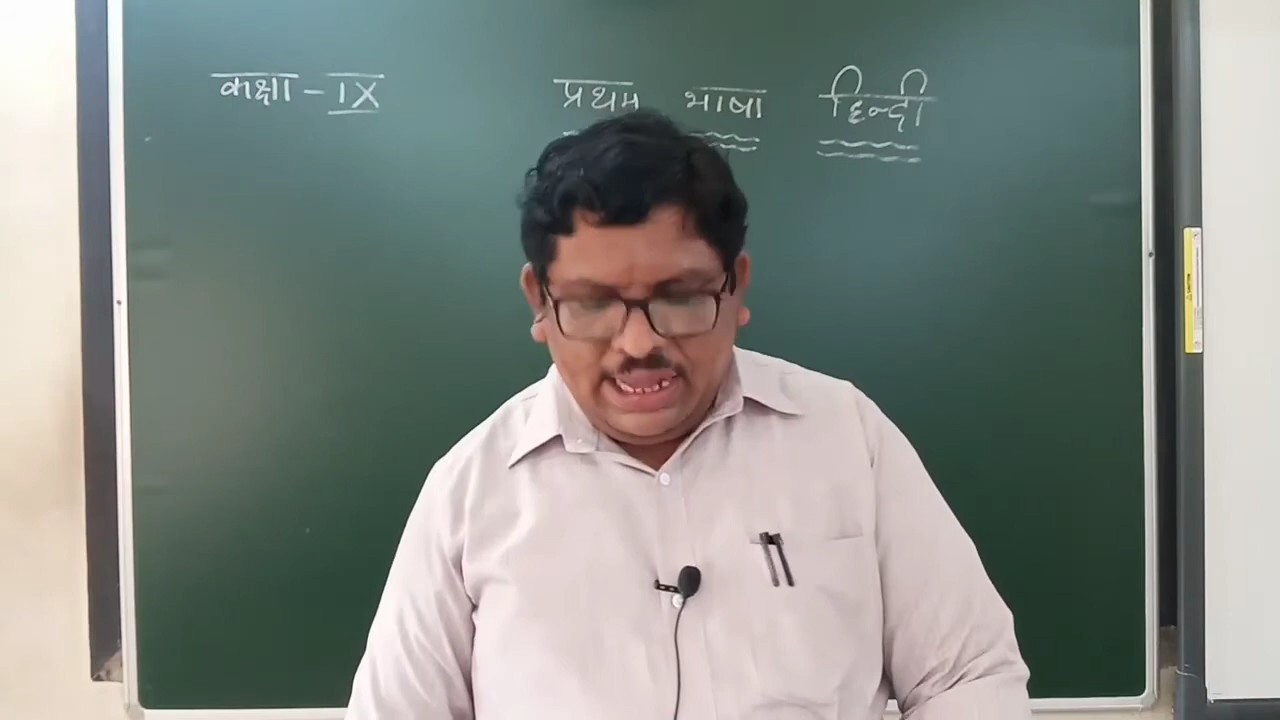 कक्षा - IX प्रथम भाषा हिन्दी